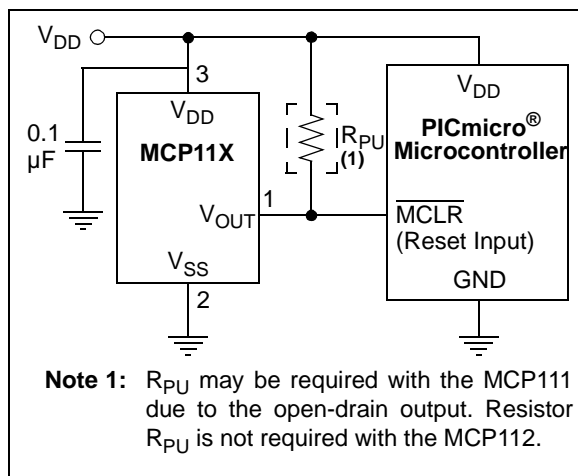 VDD
3
VDD
0.1
µF
MCP11X
RPU
(1)
VDD
PICmicro®
Microcontroller
1
VOUT
MCLR
(Reset Input)
VSS
2
GND
Note 1: RPU may be required with the MCP111
due to the open-drain output. Resistor
RPU is not required with the MCP112.